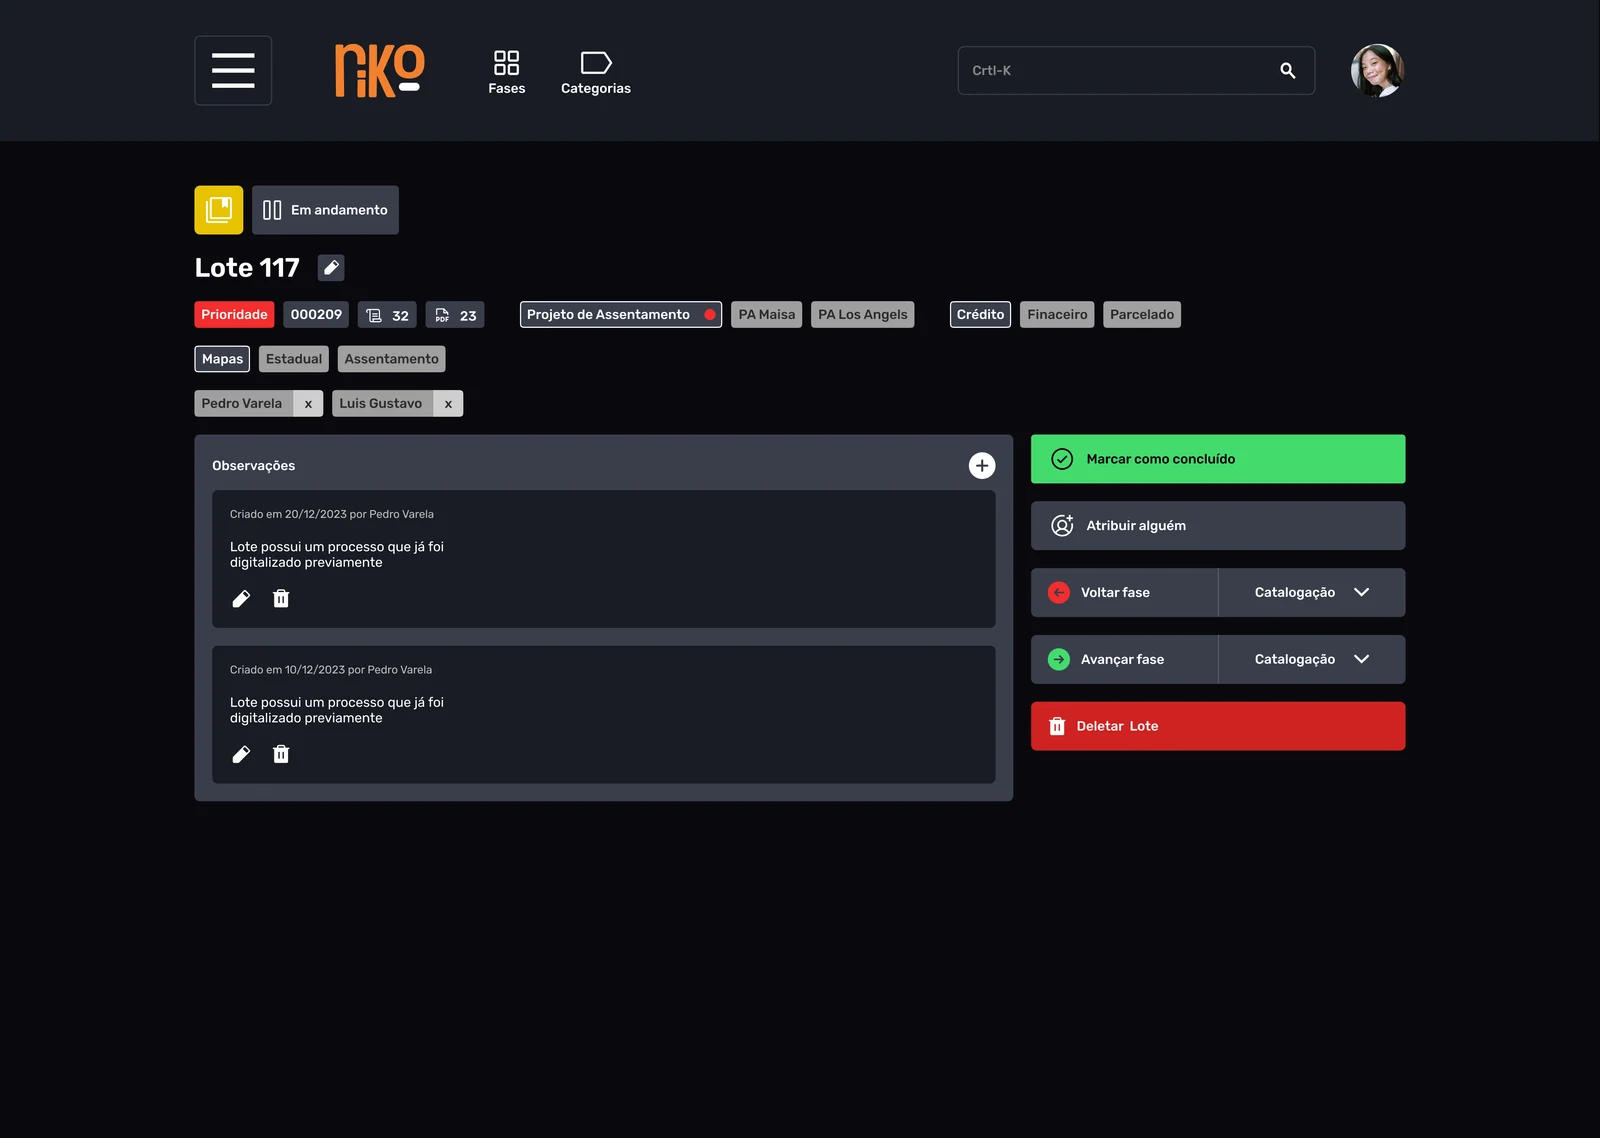 niko
Fases
Categorias
Crtl-K
Em andamento
Lote 117
Prioridade 000209 32 PDF 23 Projeto de Assentamento PA Maisa PA Los Angels Crédito Finaceiro Parcelado
Mapas Estadual Assentamento
Pedro Varela x Luis Gustavo x
Observações
Criado em 20/12/2023 por Pedro Varela
Lote possui um processo que já foi
digitalizado previamente
Criado em 10/12/2023 por Pedro Varela
Lote possui um processo que já foi
digitalizado previamente
Marcar como concluído
Atribuir alguém
Voltar fase Catalogação
Avançar fase Catalogação
Deletar Lote